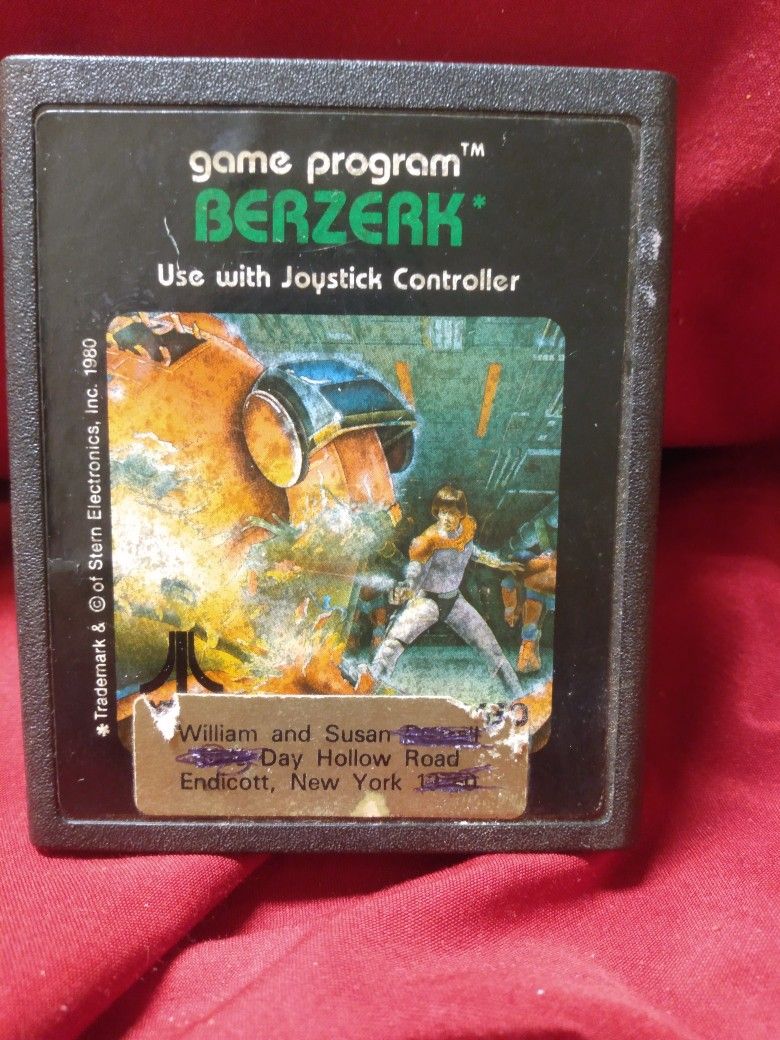 game program™
BERZERK*
Use with Joystick Controller
*Trademark & © of Stern Electronics, Inc. 1980
William and Susan
Day Hollow Road
Endicott, New York